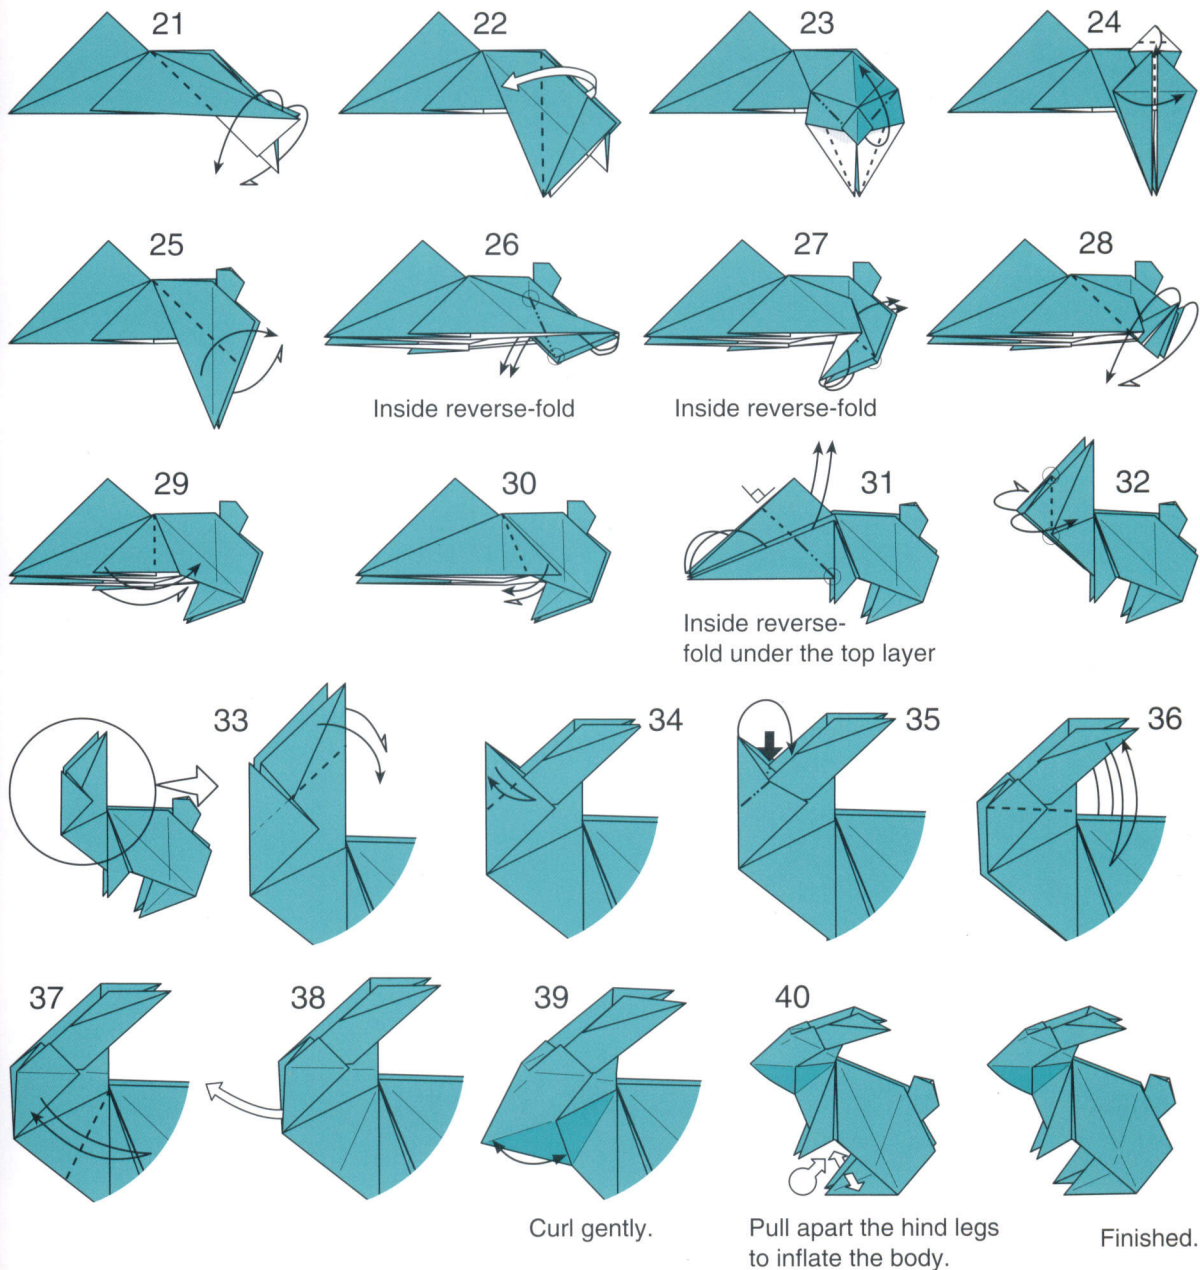 21
22
23
24
25
26
27
28
Inside reverse-fold
Inside reverse-fold
29
30
31
32
Inside reverse-
fold under the top layer
33
34
35
36
37
38
39
40
Curl gently.
Pull apart the hind legs
to inflate the body.
Finished.